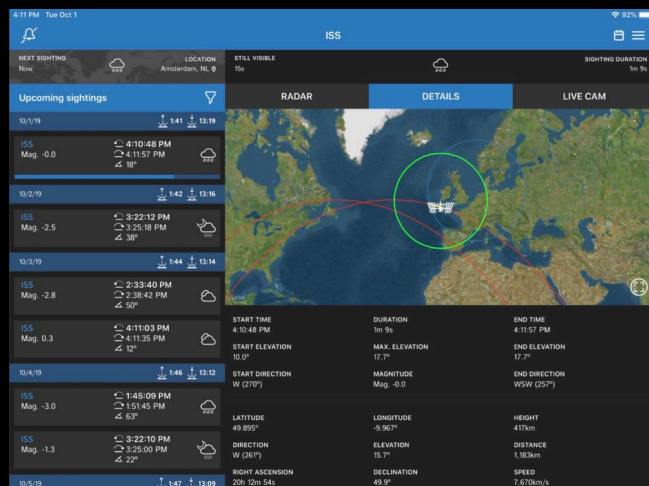 4:11 PM Tue Oct 1
92%
ISS
NEXT SIGHTING
Now
LOCATION
Amsterdam, NL
STILL VISIBLE
15s
SIGHTING DURATION
1m 9s
Upcoming sightings
RADAR
DETAILS
LIVE CAM
10/1/19 1:41 13:19
ISS
Mag. -0.0
4:10:48 PM
4:11:57 PM
18°
10/2/19 1:42 13:16
ISS
Mag. -2.5
3:22:12 PM
3:25:18 PM
38°
10/3/19 1:44 13:14
ISS
Mag. -2.8
2:33:40 PM
2:38:42 PM
50°
ISS
Mag. 0.3
4:11:03 PM
4:11:35 PM
12°
10/4/19 1:46 13:12
ISS
Mag. -3.0
1:45:09 PM
1:51:45 PM
63°
ISS
Mag. -1.3
3:22:10 PM
3:25:00 PM
22°
10/5/19 1:47 13:09
START TIME
4:10:48 PM
DURATION
1m 9s
END TIME
4:11:57 PM
START ELEVATION
10.0°
MAX. ELEVATION
17.7°
END ELEVATION
17.7°
START DIRECTION
W (270°)
MAGNITUDE
Mag. -0.0
END DIRECTION
WSW (257°)
LATITUDE
49.895°
LONGITUDE
-9.967°
HEIGHT
417km
DIRECTION
W (261°)
ELEVATION
15.7°
DISTANCE
1,183km
RIGHT ASCENSION
20h 12m 54s
DECLINATION
49.9°
SPEED
7.670km/s